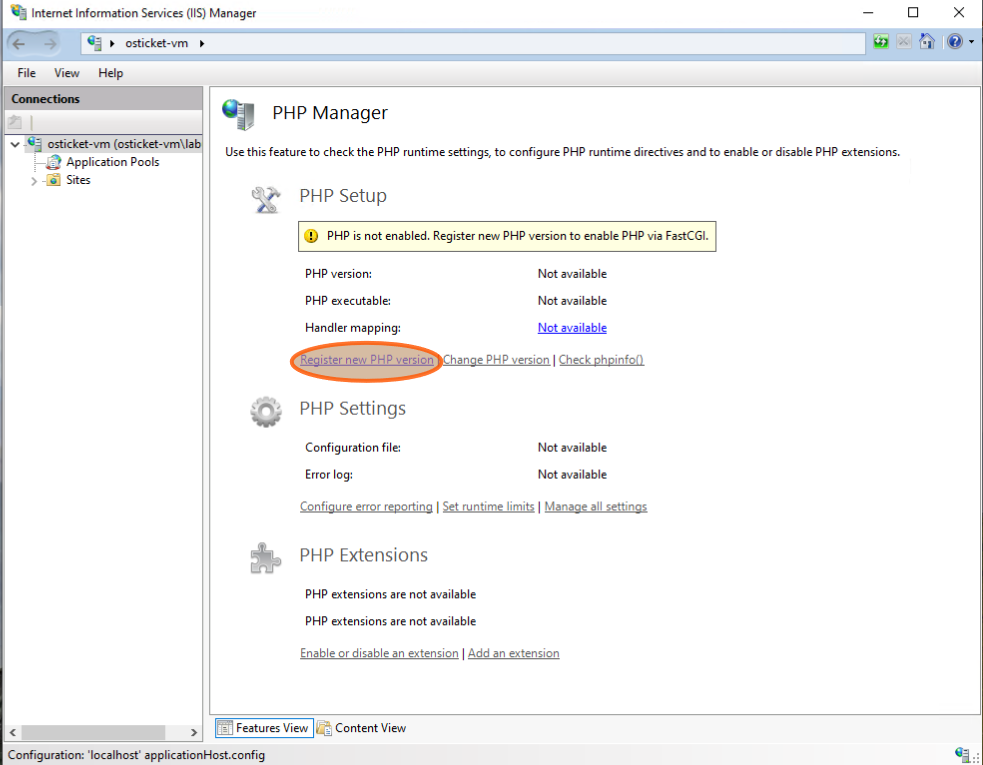 Internet Information Services (IIS) Manager
osticket-vm
File View Help
Connections
osticket-vm (osticket-vm\lab
Application Pools
Sites
PHP Manager
Use this feature to check the PHP runtime settings, to configure PHP runtime directives and to enable or disable PHP extensions.
PHP Setup
PHP is not enabled. Register new PHP version to enable PHP via FastCGI.
PHP version: Not available
PHP executable: Not available
Handler mapping: Not available
Register new PHP version | Change PHP version | Check phpinfo()
PHP Settings
Configuration file: Not available
Error log: Not available
Configure error reporting | Set runtime limits | Manage all settings
PHP Extensions
PHP extensions are not available
PHP extensions are not available
Enable or disable an extension | Add an extension
Features View Content View
Configuration: 'localhost' applicationHost.config